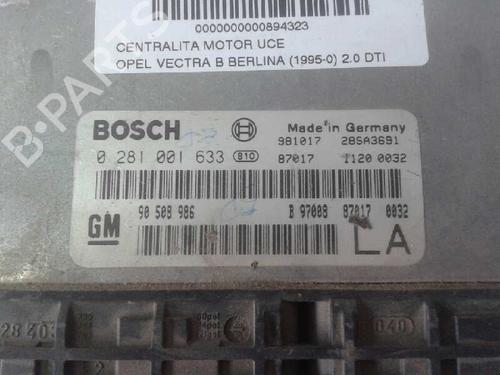 0000000000894323
CENTRALITA MOTOR UCE
OPEL VECTRA B BERLINA (1995-0) 2.0 DTI
B-PARTS
BOSCH Made in Germany
981017 28SA3691
0 281 001 633 810 87017 1120 0032
GM 90 508 986 B 97008 87017 0032
LA